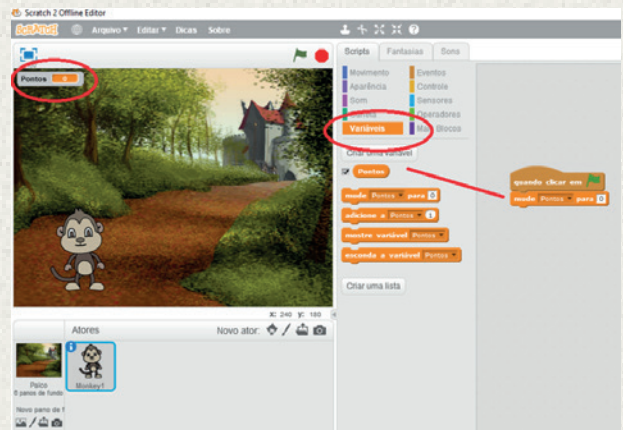 Scratch 2 Offline Editor
SCRATCH Arquivo Editar Dicas Sobre
Pontos 0
Scripts Fantasias Sons
Movimento Eventos
Aparência Controle
Som Sensores
Caneta Operadores
Variáveis Mais Blocos
Criar uma variável
Pontos
mude Pontos para 0
adicione a Pontos 1
mostre variável Pontos
esconda a variável Pontos
Criar uma lista
quando clicar em
mude Pontos para 0
X: 240 y: 180
Atores Novo ator:
Palco
6 panos de fundo
Monkey1
Novo pano de f